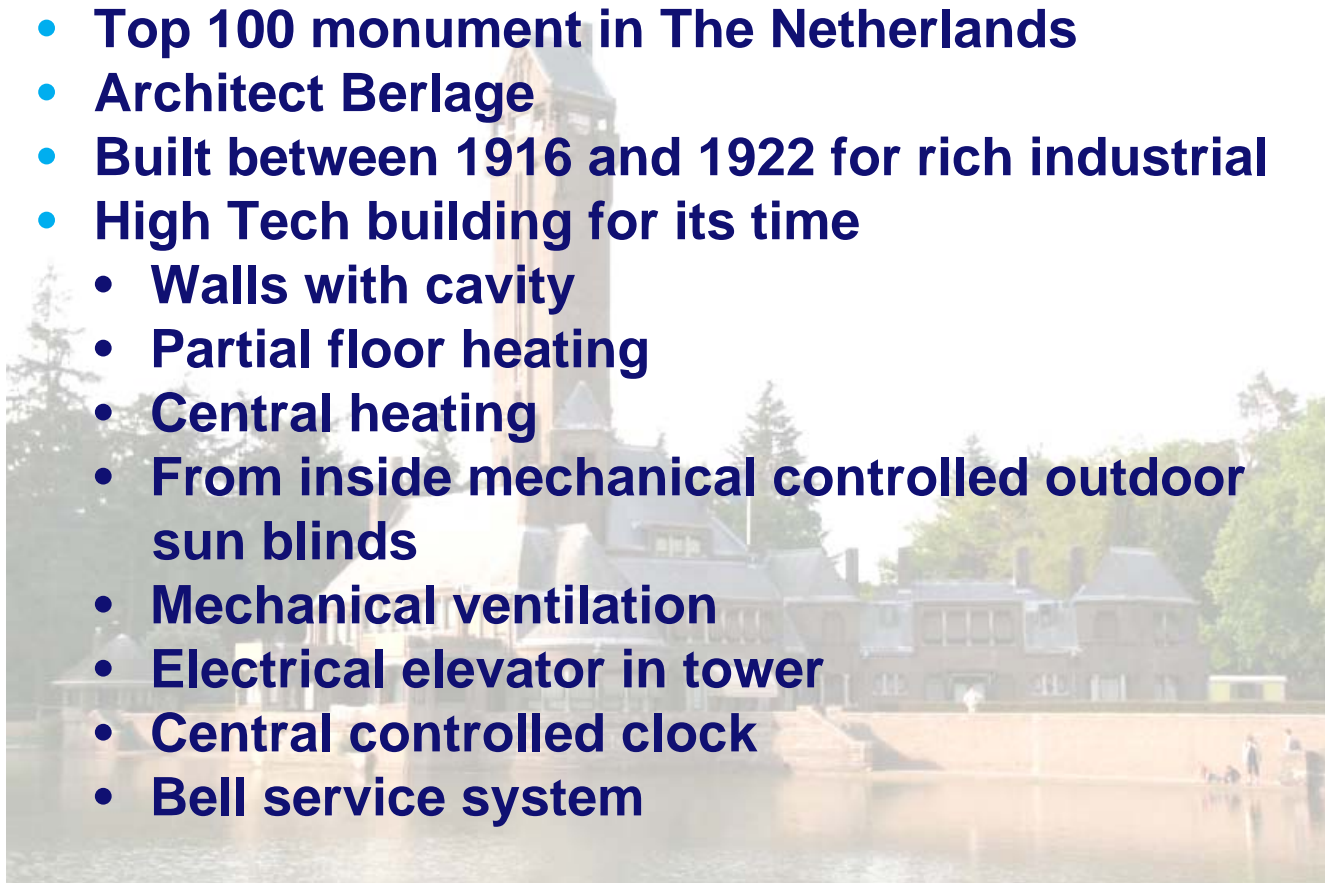 • Top 100 monument in The Netherlands
• Architect Berlage
• Built between 1916 and 1922 for rich industrial
• High Tech building for its time
• Walls with cavity
• Partial floor heating
• Central heating
• From inside mechanical controlled outdoor
sun blinds
• Mechanical ventilation
• Electrical elevator in tower
• Central controlled clock
• Bell service system